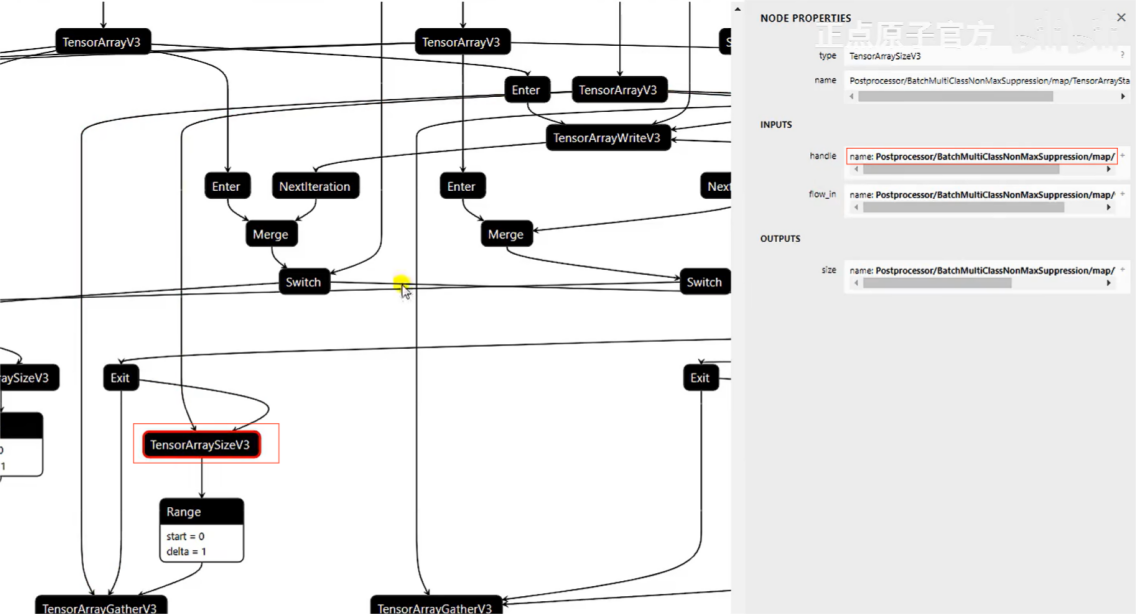 TensorArrayV3
TensorArrayV3
Enter
TensorArrayV3
TensorArrayWriteV3
Enter
NextIteration
Enter
Merge
Merge
Switch
Switch
Exit
Exit
TensorArraySizeV3
Range
start = 0
delta = 1
TensorArrayGatherV3
TensorArrayGatherV3
NODE PROPERTIES
正点原子官方
type
TensorArraySizeV3
?
name
Postprocessor/BatchMultiClassNonMaxSuppression/map/TensorArraySta
INPUTS
handle
name: Postprocessor/BatchMultiClassNonMaxSuppression/map/
+
flow_in
name: Postprocessor/BatchMultiClassNonMaxSuppression/map/
+
OUTPUTS
size
name: Postprocessor/BatchMultiClassNonMaxSuppression/map/
+